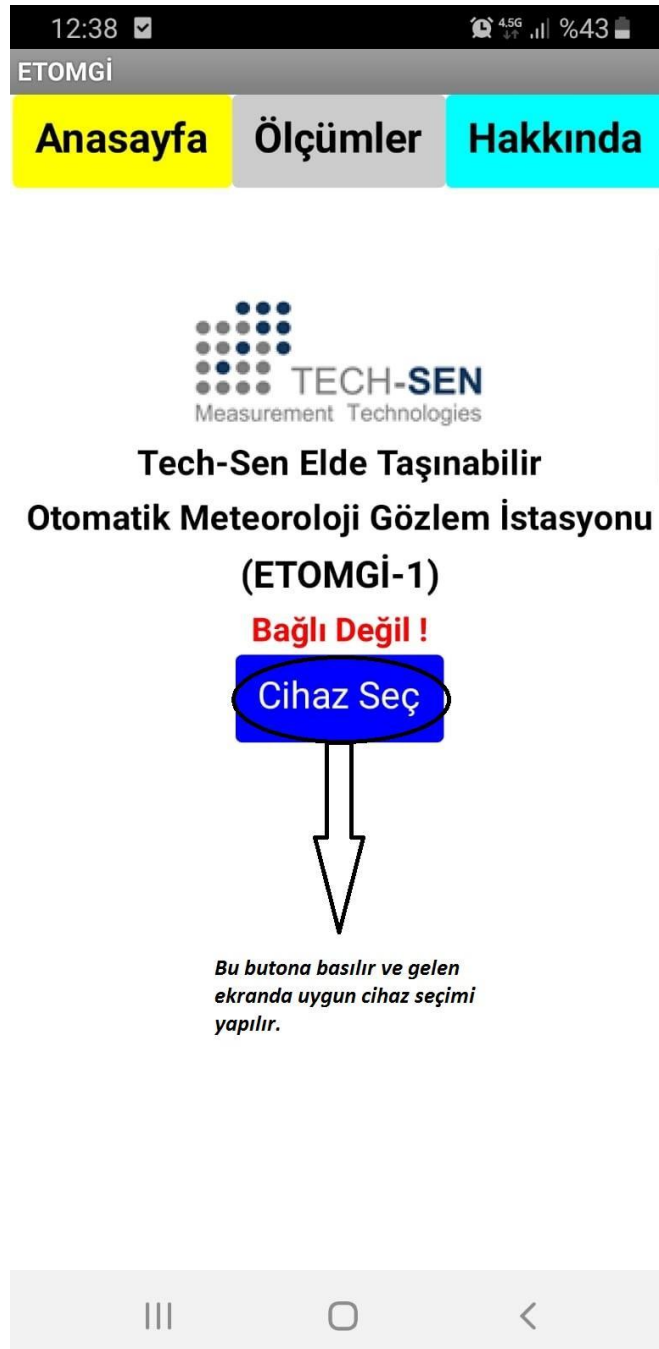 12:38 4.5G %43
ETOMGİ
Anasayfa Ölçümler Hakkında
TECH-SEN
Measurement Technologies
Tech-Sen Elde Taşınabilir
Otomatik Meteoroloji Gözlem İstasyonu
(ETOMGİ-1)
Bağlı Değil !
Cihaz Seç
Bu butona basılır ve gelen
ekranda uygun cihaz seçimi
yapılır.